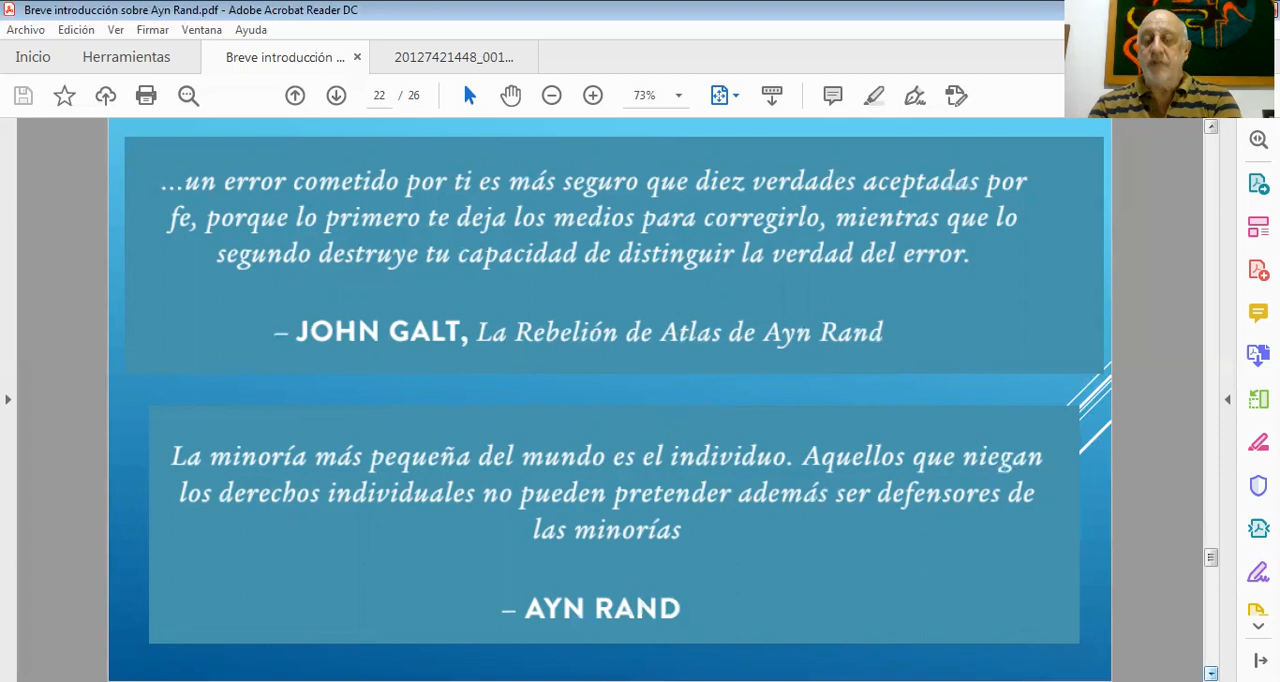 Breve introducción sobre Ayn Rand.pdf - Adobe Acrobat Reader DC
Archivo Edición Ver Firmar Ventana Ayuda
Inicio Herramientas Breve introducción ... × 20127421448_001...
22 / 26 73%
...un error cometido por ti es más seguro que diez verdades aceptadas por
fe, porque lo primero te deja los medios para corregirlo, mientras que lo
segundo destruye tu capacidad de distinguir la verdad del error.
– JOHN GALT, La Rebelión de Atlas de Ayn Rand
La minoría más pequeña del mundo es el individuo. Aquellos que niegan
los derechos individuales no pueden pretender además ser defensores de
las minorías
– AYN RAND